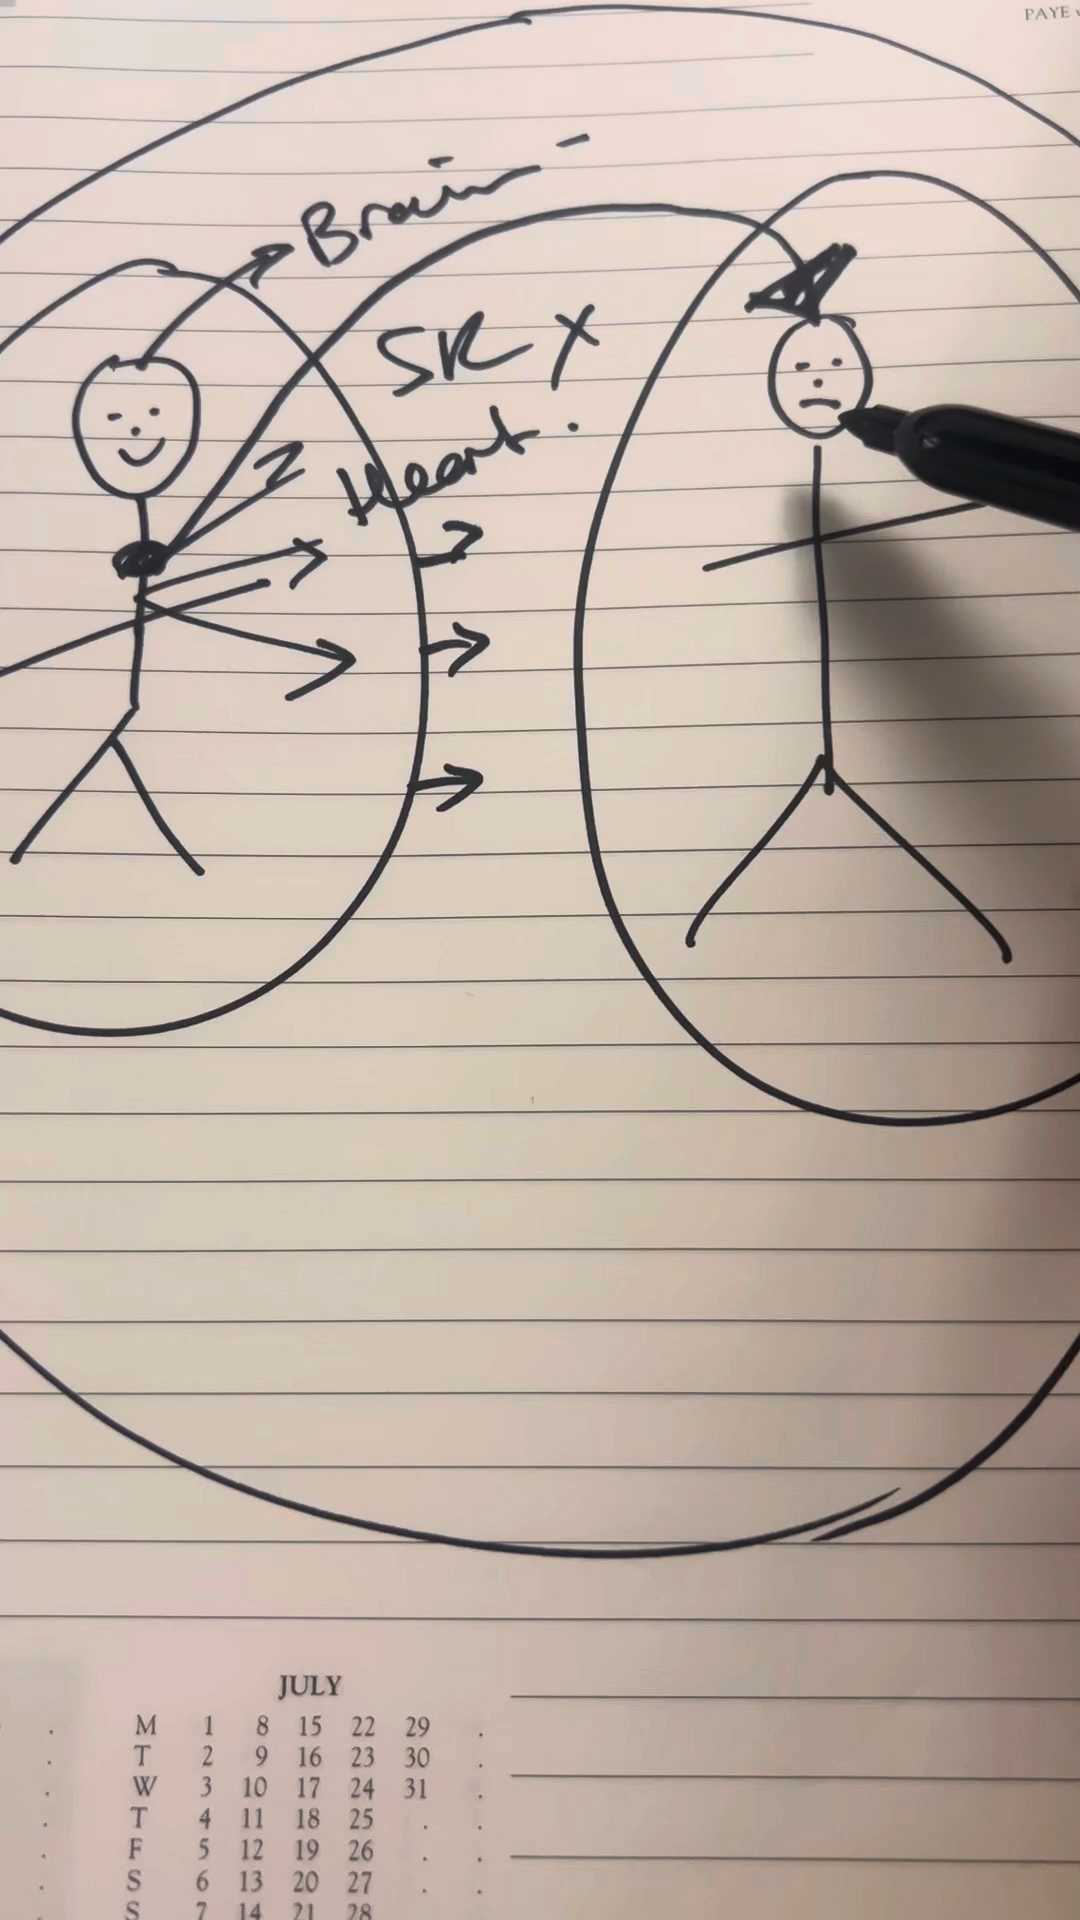 PAYE
Brain
5K X
Heart.
JULY
M 1 8 15 22 29 .
T 2 9 16 23 30 .
W 3 10 17 24 31 .
T 4 11 18 25 . .
F 5 12 19 26 . .
S 6 13 20 27 . .
S 7 14 21 28